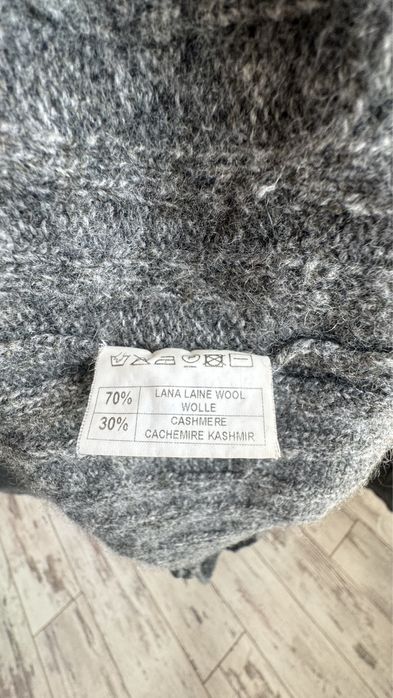 70% LANA LAINE WOOL
WOLLE
30% CASHMERE
CACHEMIRE KASHMIR